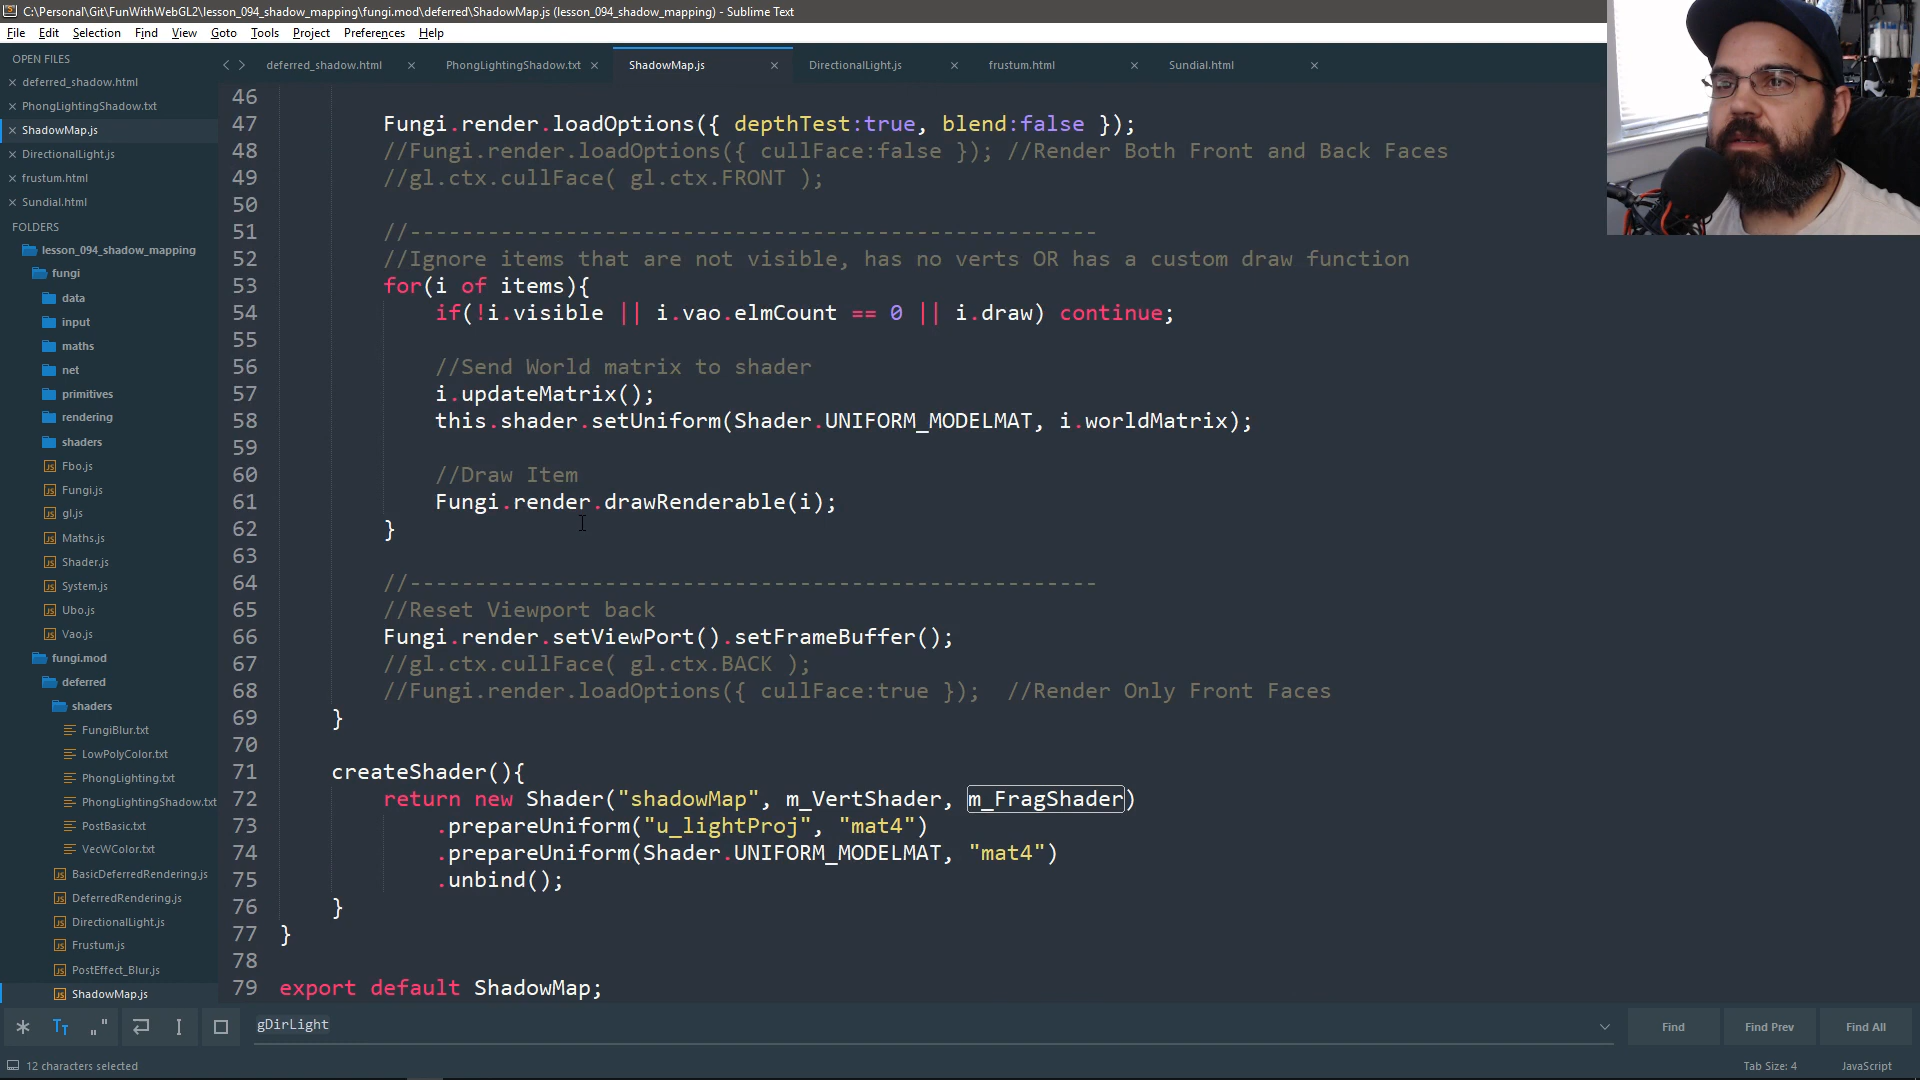 C:\Personal\Git\FunWithWebGL2\lesson_094_shadow_mapping\fungi.mod\deferred\ShadowMap.js (lesson_094_shadow_mapping) - Sublime Text
File Edit Selection Find View Goto Tools Project Preferences Help
OPEN FILES
deferred_shadow.html
PhongLightingShadow.txt
ShadowMap.js
DirectionalLight.js
frustum.html
Sundial.html
FOLDERS
lesson_094_shadow_mapping
fungi
data
input
maths
net
primitives
rendering
shaders
Fbo.js
Fungi.js
gl.js
Maths.js
Shader.js
System.js
Ubo.js
Vao.js
fungi.mod
deferred
shaders
FungiBlur.txt
LowPolyColor.txt
PhongLighting.txt
PhongLightingShadow.txt
PostBasic.txt
VecWColor.txt
BasicDeferredRendering.js
DeferredRendering.js
DirectionalLight.js
Frustum.js
PostEffect_Blur.js
ShadowMap.js
deferred_shadow.html PhongLightingShadow.txt ShadowMap.js DirectionalLight.js frustum.html Sundial.html
46
47 Fungi.render.loadOptions({ depthTest:true, blend:false });
48 //Fungi.render.loadOptions({ cullFace:false }); //Render Both Front and Back Faces
49 //gl.ctx.cullFace( gl.ctx.FRONT );
50
51 //-----------------------------------------------------
52 //Ignore items that are not visible, has no verts OR has a custom draw function
53 for(i of items){
54 if(!i.visible || i.vao.elmCount == 0 || i.draw) continue;
55
56 //Send World matrix to shader
57 i.updateMatrix();
58 this.shader.setUniform(Shader.UNIFORM_MODELMAT, i.worldMatrix);
59
60 //Draw Item
61 Fungi.render.drawRenderable(i);
62 }
63
64 //-----------------------------------------------------
65 //Reset Viewport back
66 Fungi.render.setViewPort().setFrameBuffer();
67 //gl.ctx.cullFace( gl.ctx.BACK );
68 //Fungi.render.loadOptions({ cullFace:true }); //Render Only Front Faces
69 }
70
71 createShader(){
72 return new Shader("shadowMap", m_VertShader, m_FragShader)
73 .prepareUniform("u_lightProj", "mat4")
74 .prepareUniform(Shader.UNIFORM_MODELMAT, "mat4")
75 .unbind();
76 }
77 }
78
79 export default ShadowMap;
gDirLight
Find Find Prev Find All
12 characters selected
Tab Size: 4 JavaScript